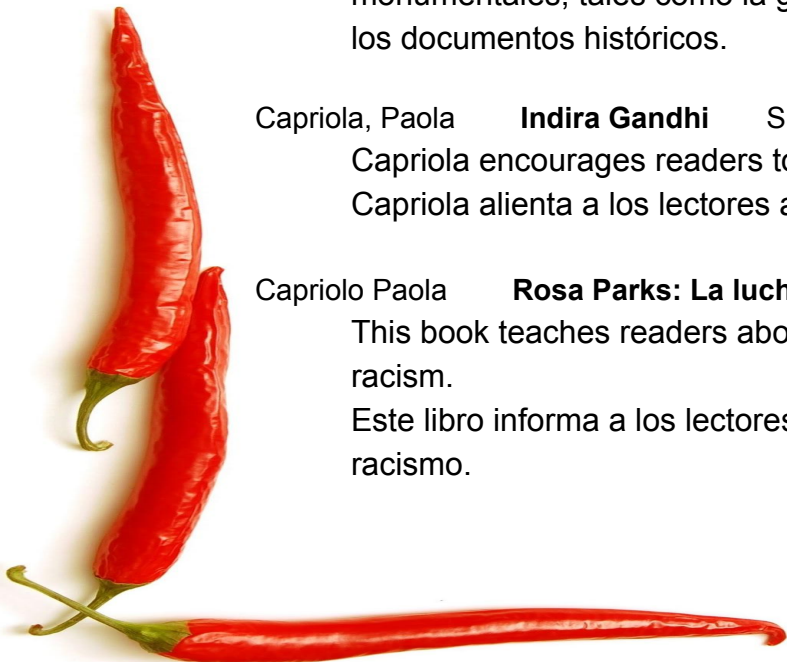 monumentales, tales como la g
los documentos históricos.
Capriola, Paola Indira Gandhi S
Capriola encourages readers to
Capriola alienta a los lectores a
Capriolo Paola Rosa Parks: La luch
This book teaches readers abo
racism.
Este libro informa a los lectores
racismo.